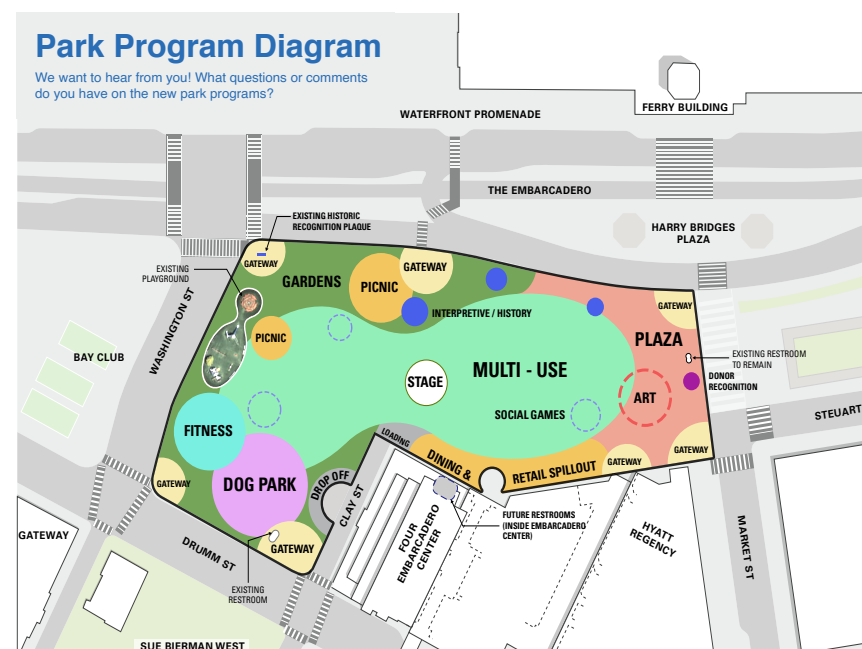 Park Program Diagram
We want to hear from you! What questions or comments
do you have on the new park programs?
FERRY BUILDING
WATERFRONT PROMENADE
THE EMBARCADERO
EXISTING HISTORIC
RECOGNITION PLAQUE
HARRY BRIDGES
PLAZA
GATEWAY
EXISTING
PLAYGROUND
GARDENS
PICNIC
GATEWAY
GATEWAY
INTERPRETIVE / HISTORY
WASHINGTON ST
PICNIC
PLAZA
BAY CLUB
EXISTING RESTROOM
TO REMAIN
MULTI - USE
STAGE
DONOR
RECOGNITION
ART
SOCIAL GAMES
STEUART
FITNESS
LOADING
DINING &
RETAIL SPILLOUT
GATEWAY
GATEWAY
DOG PARK
DROP OFF
GATEWAY
CLAY ST
FUTURE RESTROOMS
(INSIDE EMBARCADERO
CENTER)
FOUR
EMBARCADERO
CENTER
HYATT
REGENCY
MARKET ST
GATEWAY
GATEWAY
DRUMM ST
EXISTING
RESTROOM
SUE BIERMAN WEST